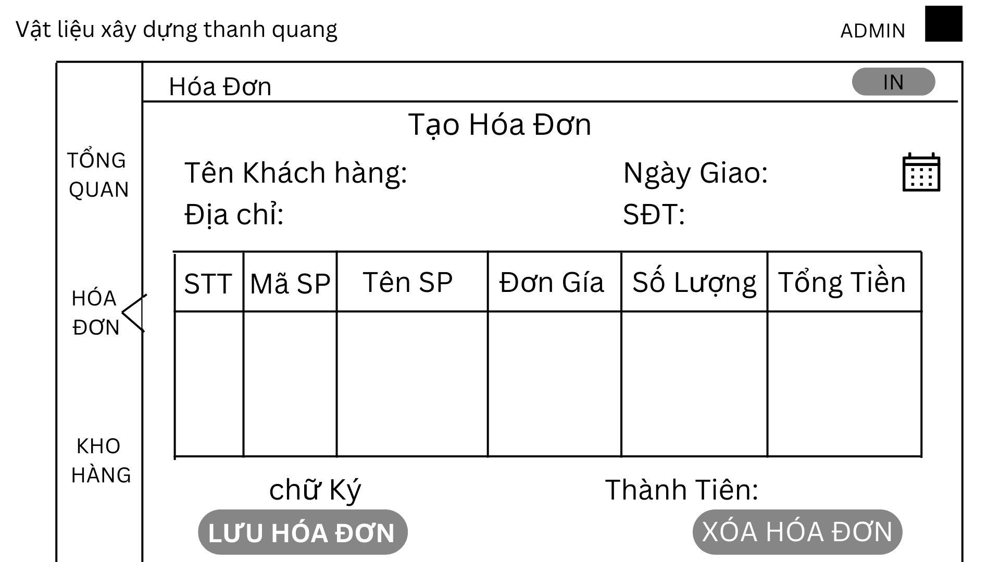 Vật liệu xây dựng thanh quang
ADMIN
Hóa Đơn
IN
Tạo Hóa Đơn
TỔNG
QUAN
Tên Khách hàng:
Ngày Giao:
Địa chỉ:
SĐT:
STT
Mã SP
Tên SP
Đơn Gía
Số Lượng
Tổng Tiền
HÓA
ĐƠN
KHO
HÀNG
chữ Ký
Thành Tiên:
LƯU HÓA ĐƠN
XÓA HÓA ĐƠN